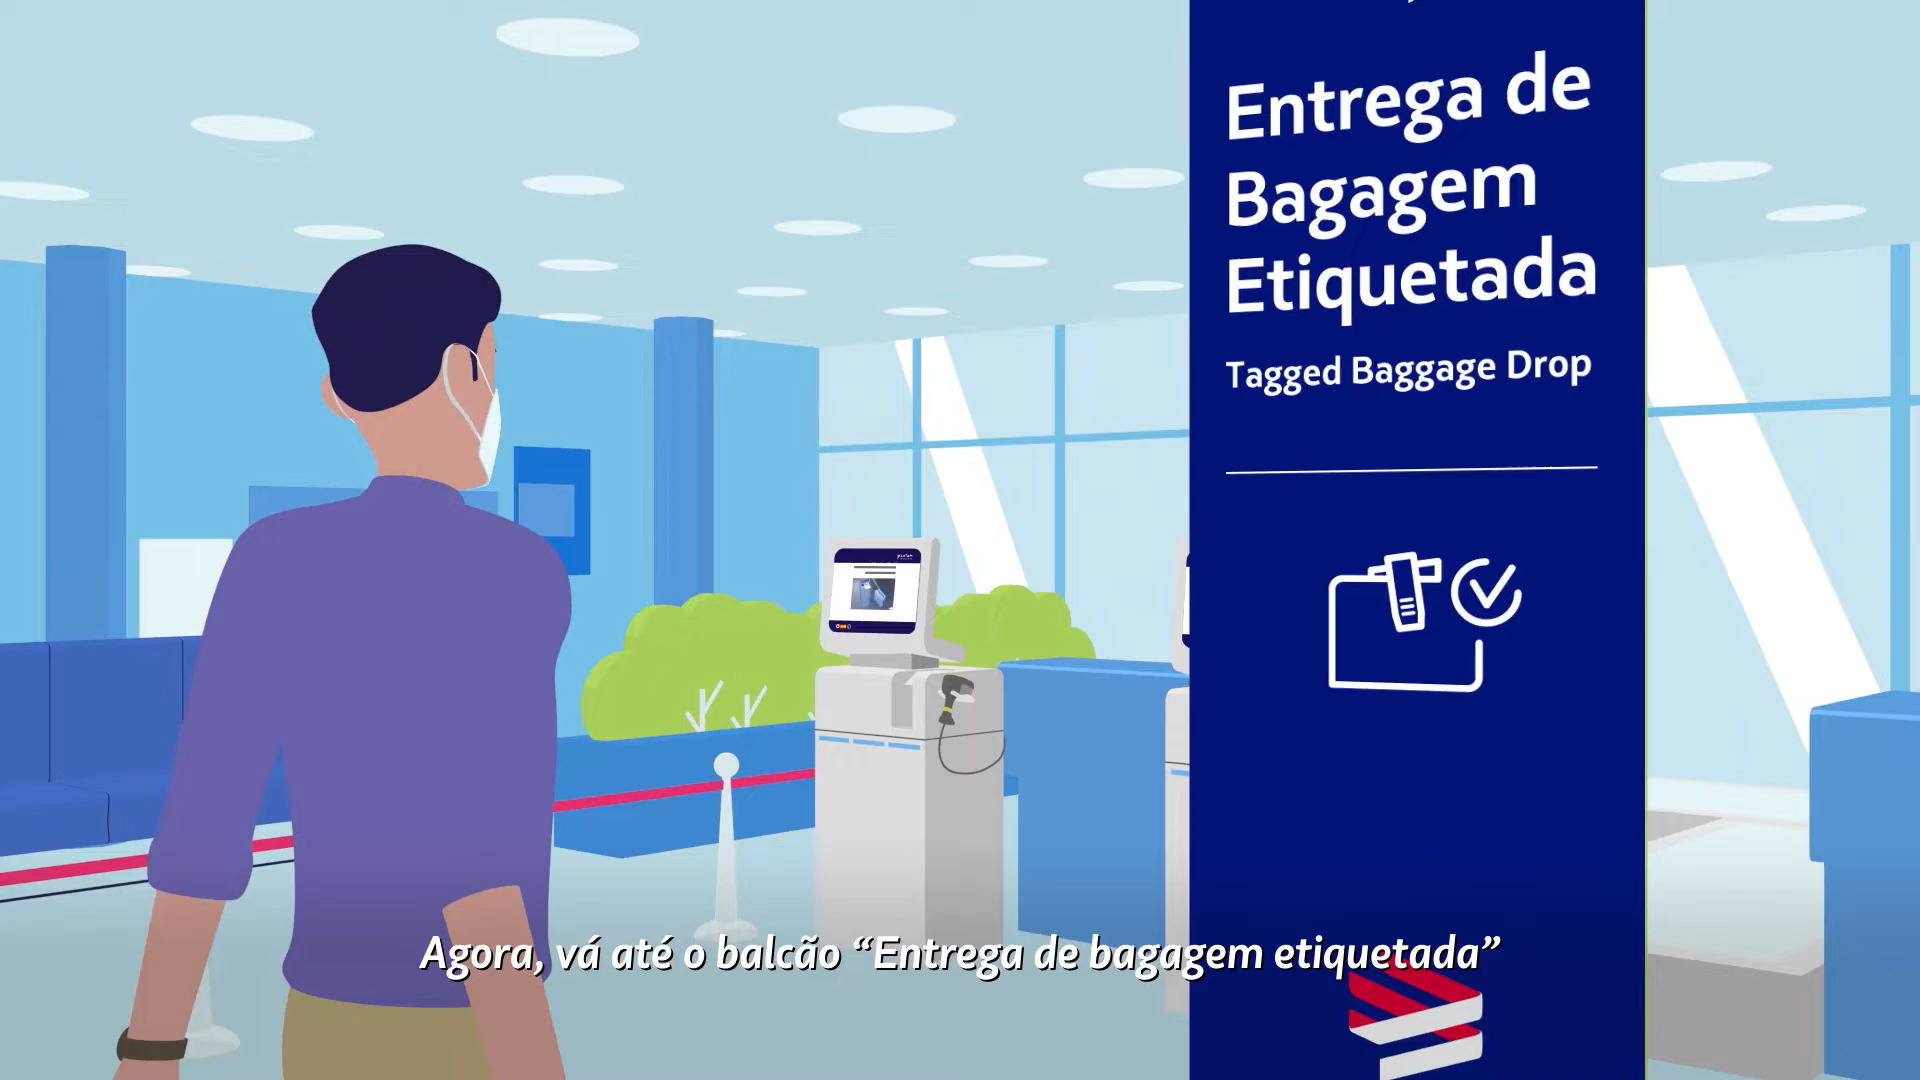 Entrega de
Bagagem
Etiquetada
Tagged Baggage Drop
Agora, vá até o balcão “Entrega de bagagem etiquetada”